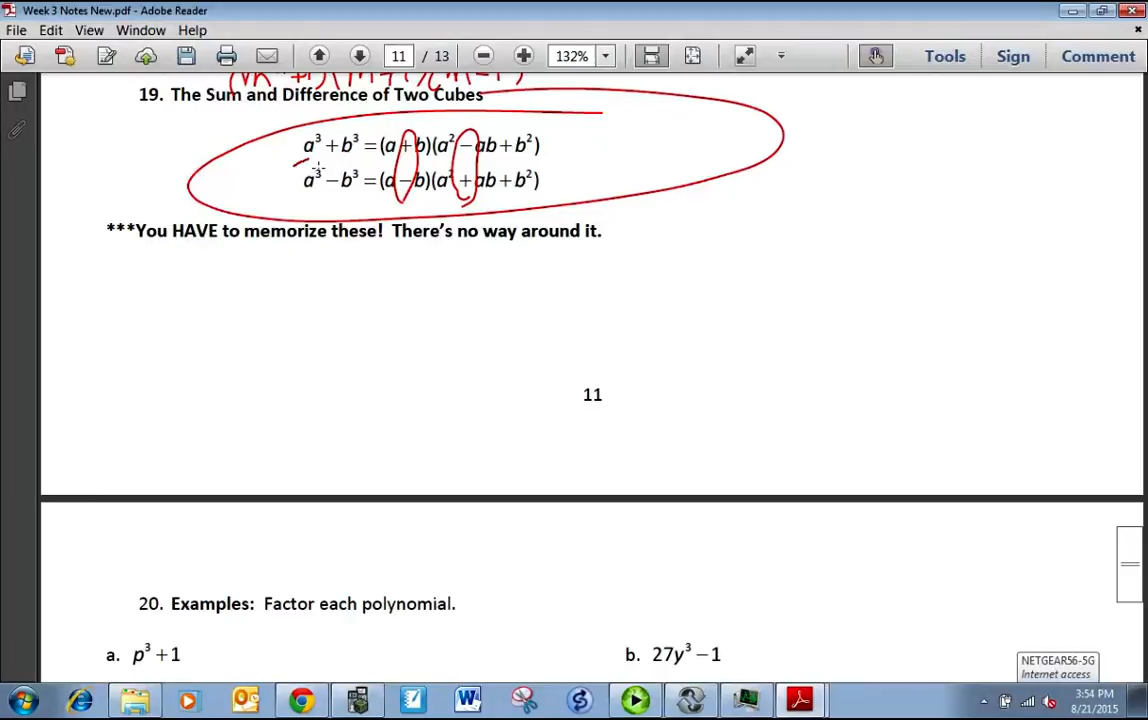 Week 3 Notes New.pdf - Adobe Reader
File Edit View Window Help
11 / 13 132% Tools Sign Comment
19. The Sum and Difference of Two Cubes
a³ + b³ = (a + b)(a² − ab + b²)
a³ − b³ = (a − b)(a² + ab + b²)
***You HAVE to memorize these! There's no way around it.
11
20. Examples: Factor each polynomial.
a. p³ + 1
b. 27y³ − 1
NETGEAR56-5G
Internet access
3:54 PM
8/21/2015